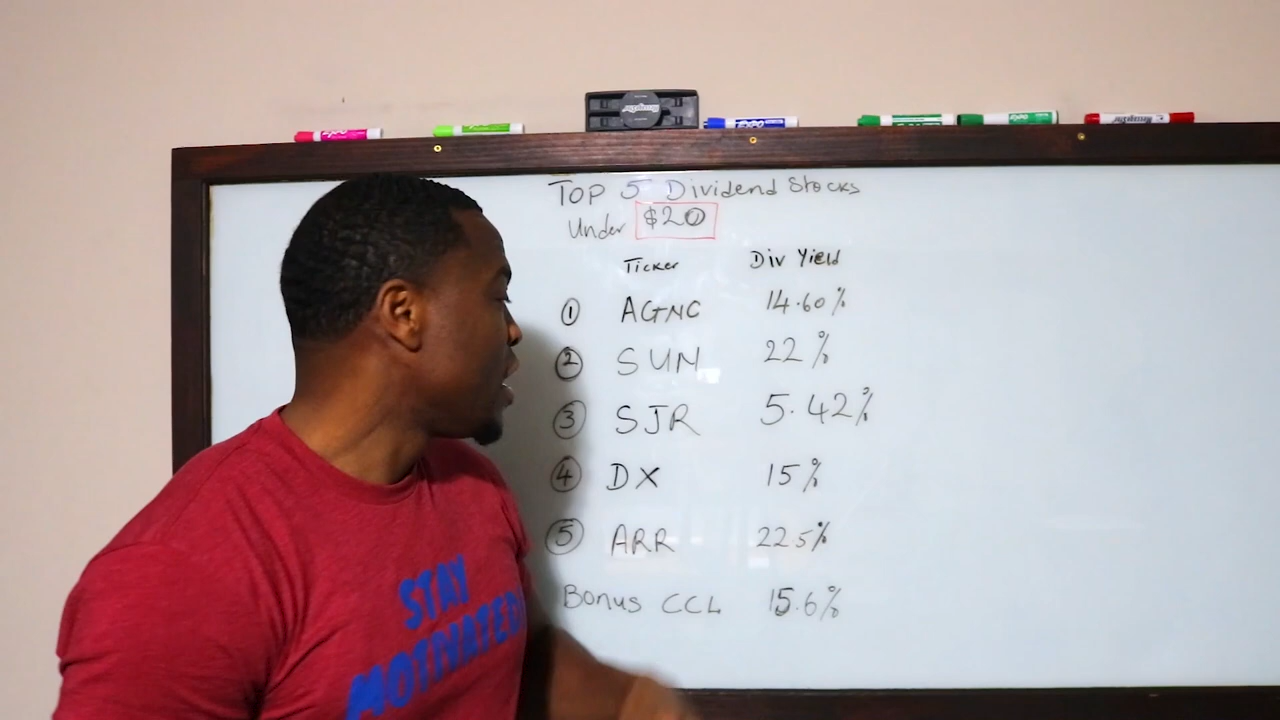 TOP 5 Dividend Stocks
Under $20
Ticker Div Yield
1 AGNC 14.60%
2 SUN 22%
3 SJR 5.42%
4 DX 15%
5 ARR 22.5%
Bonus CCL 15.6%
STAY
MOTIVATED!